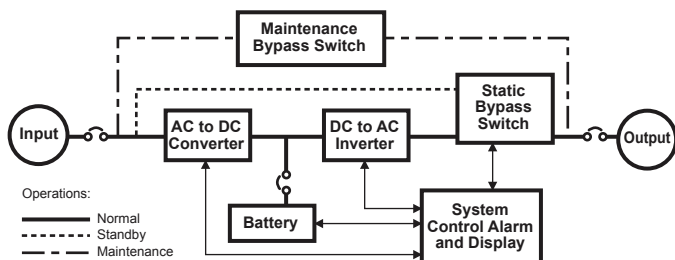 Maintenance
Bypass Switch
Static
Bypass
Switch
Input
AC to DC
Converter
DC to AC
Inverter
Output
Operations:
Normal
Standby
Maintenance
Battery
System
Control Alarm
and Display